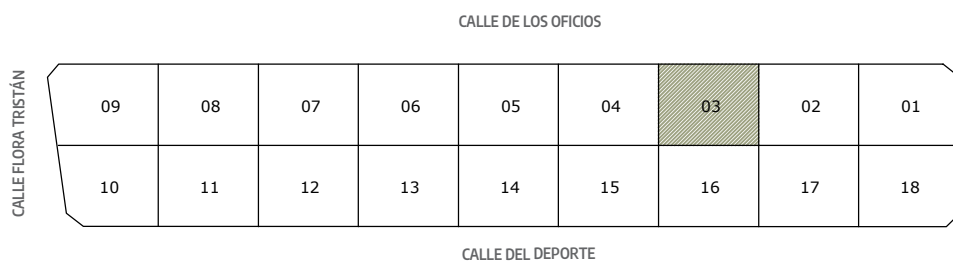 CALLE DE LOS OFICIOS
CALLE FLORA TRISTÁN
09 08 07 06 05 04 03 02 01
10 11 12 13 14 15 16 17 18
CALLE DEL DEPORTE